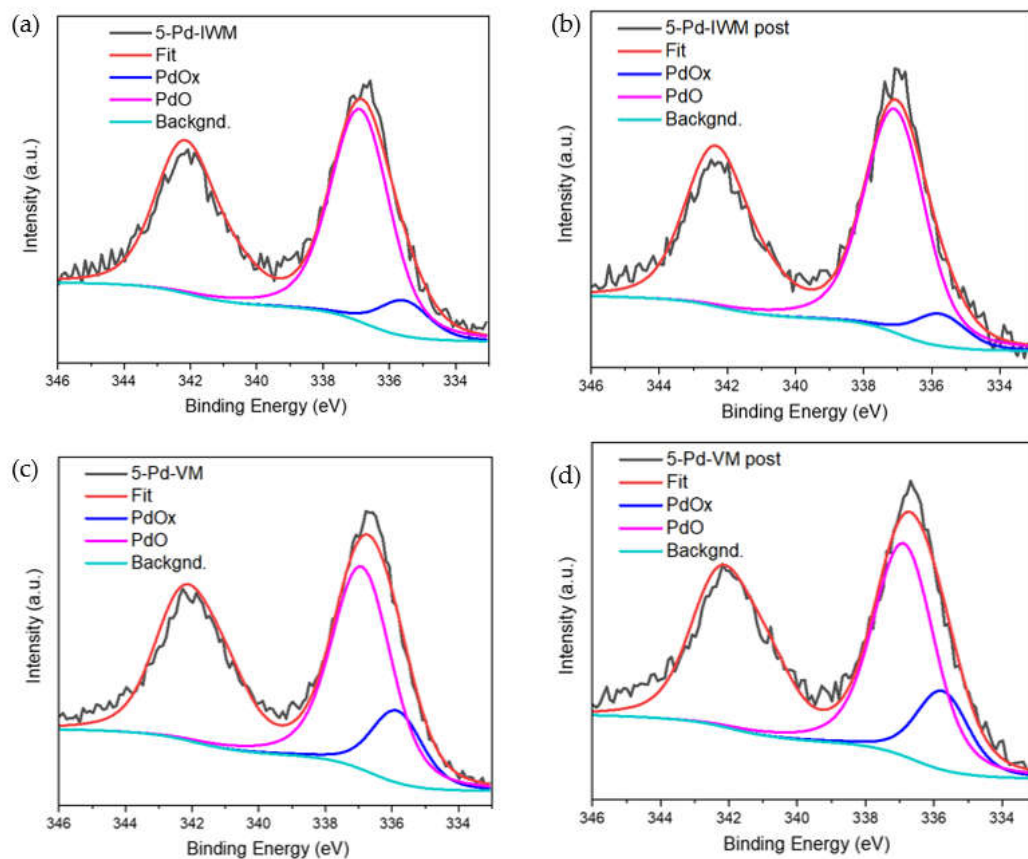 (a)
5-Pd-IWM
Fit
PdOx
PdO
Backgnd.
Intensity (a.u.)
346 344 342 340 338 336 334
Binding Energy (eV)
(b)
5-Pd-IWM post
Fit
PdOx
PdO
Backgnd.
Intensity (a.u.)
346 344 342 340 338 336 334
Binding Energy (eV)
(c)
5-Pd-VM
Fit
PdOx
PdO
Backgnd.
Intensity (a.u.)
346 344 342 340 338 336 334
Binding Energy (eV)
(d)
5-Pd-VM post
Fit
PdOx
PdO
Backgnd.
Intensity (a.u.)
346 344 342 340 338 336 334
Binding Energy (eV)